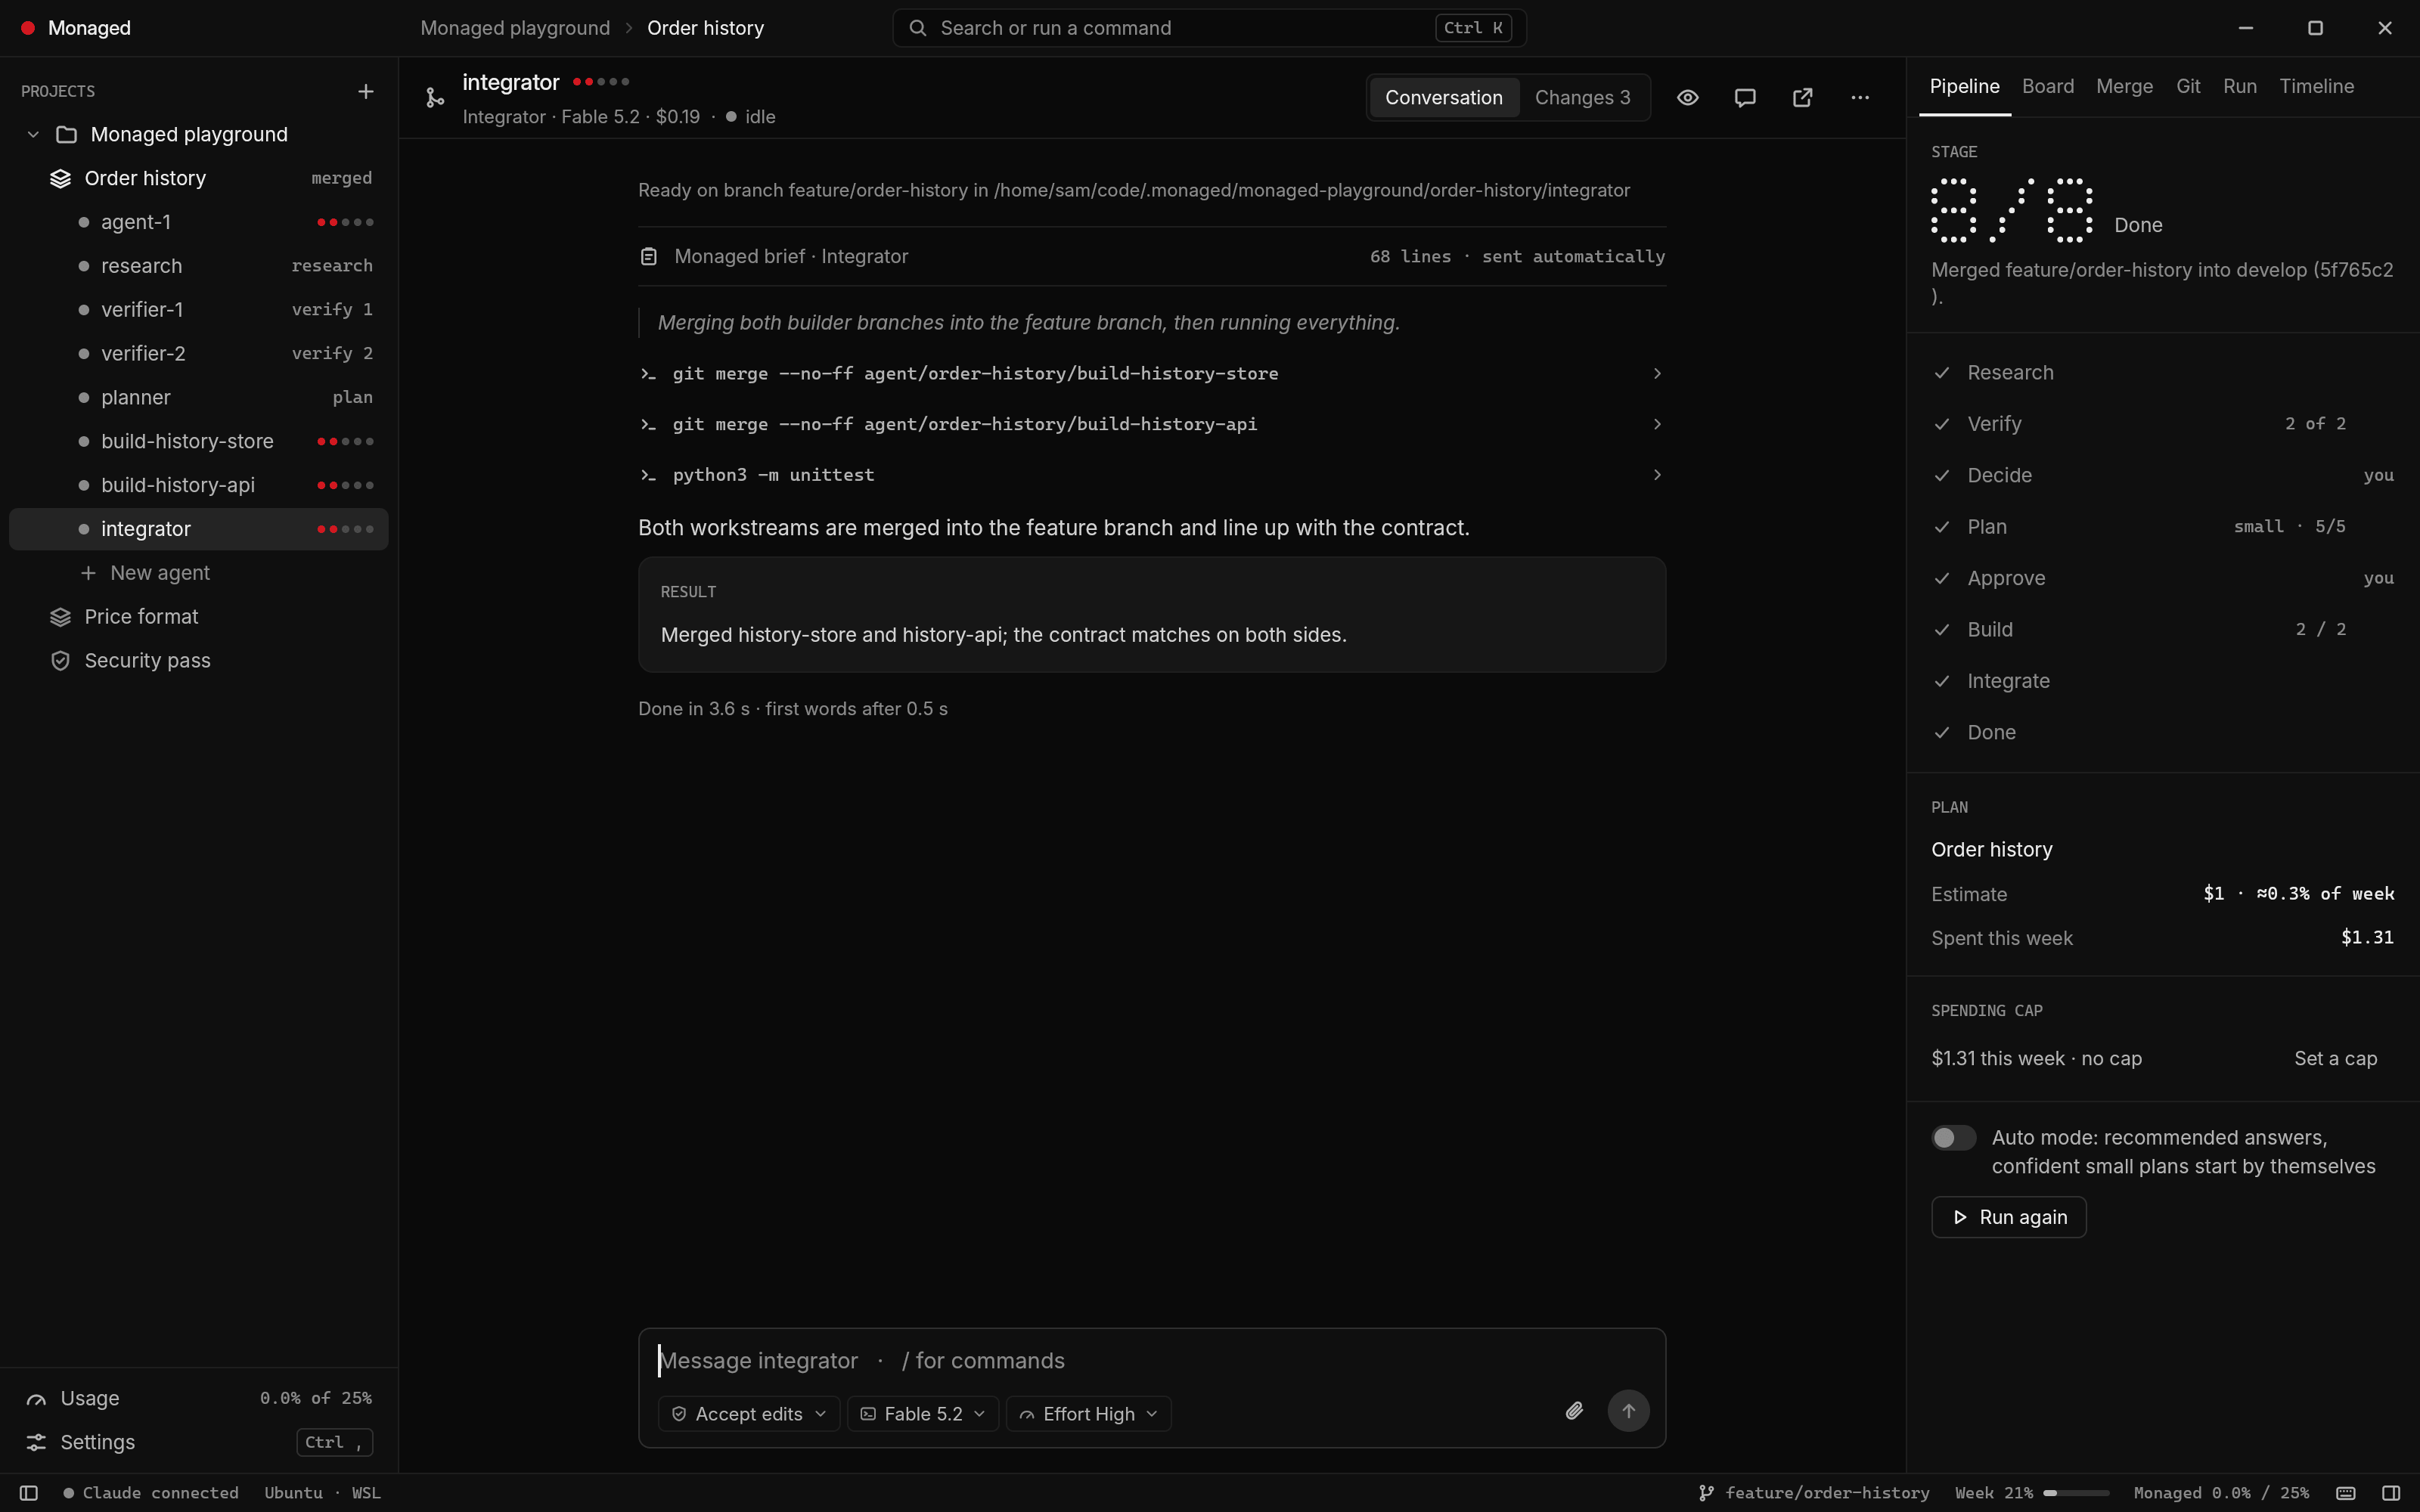 Monaged
Monaged playground
Order history
Search or run a command
Ctrl K
PROJECTS
Monaged playground
Order history
merged
agent-1
research
research
verifier-1
verify 1
verifier-2
verify 2
planner
plan
build-history-store
build-history-api
integrator
New agent
Price format
Security pass
Usage
0.0% of 25%
Settings
Ctrl ,
integrator
Integrator · Fable 5.2 · $0.19 · idle
Conversation
Changes 3
Ready on branch feature/order-history in /home/sam/code/.monaged/monaged-playground/order-history/integrator
Monaged brief · Integrator
68 lines · sent automatically
Merging both builder branches into the feature branch, then running everything.
git merge --no-ff agent/order-history/build-history-store
git merge --no-ff agent/order-history/build-history-api
python3 -m unittest
Both workstreams are merged into the feature branch and line up with the contract.
RESULT
Merged history-store and history-api; the contract matches on both sides.
Done in 3.6 s · first words after 0.5 s
Message integrator · / for commands
Accept edits
Fable 5.2
Effort High
Pipeline
Board
Merge
Git
Run
Timeline
STAGE
8/8
Done
Merged feature/order-history into develop (5f765c2
).
Research
Verify
2 of 2
Decide
you
Plan
small · 5/5
Approve
you
Build
2 / 2
Integrate
Done
PLAN
Order history
Estimate
$1 · ≈0.3% of week
Spent this week
$1.31
SPENDING CAP
$1.31 this week · no cap
Set a cap
Auto mode: recommended answers,
confident small plans start by themselves
Run again
Claude connected
Ubuntu · WSL
feature/order-history
Week 21%
Monaged 0.0% / 25%